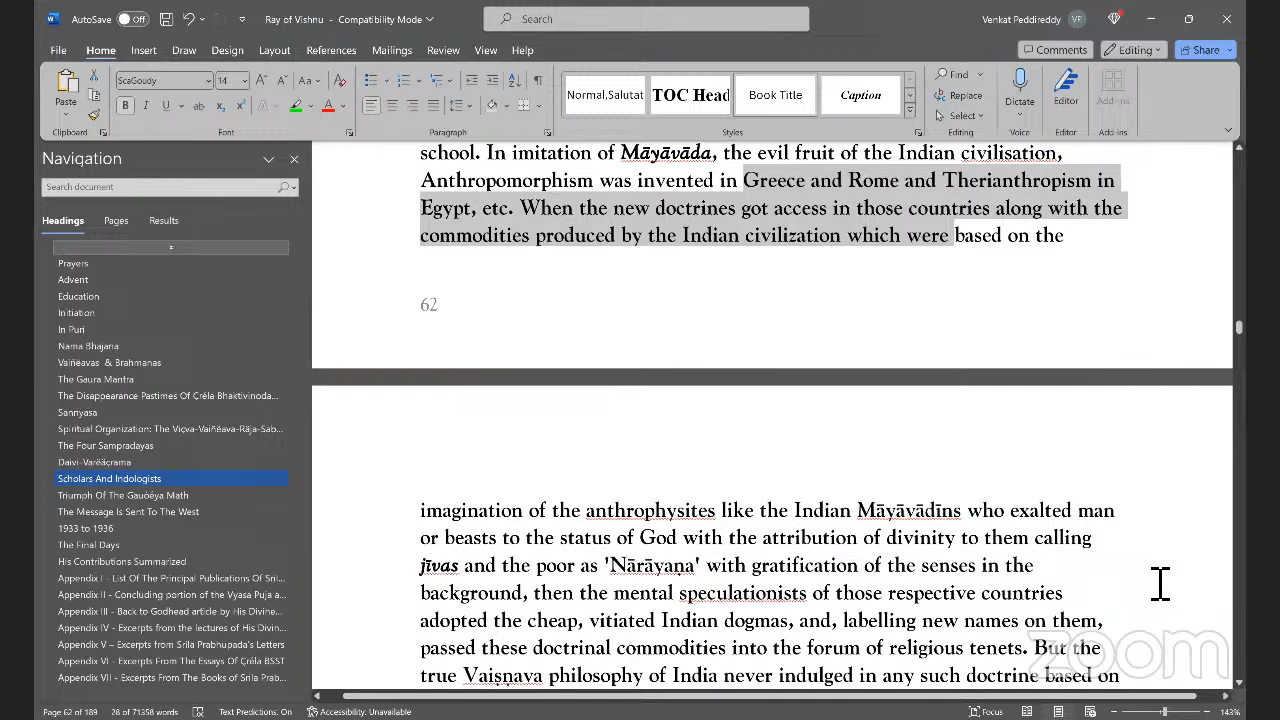 AutoSave Off
Ray of Vishnu - Compatibility Mode
Search
Venkat Peddireddy VP
File Home Insert Draw Design Layout References Mailings Review View Help
Comments Editing Share
Paste
Clipboard
ScaGoudy 14
Font
Paragraph
Normal,Salutat TOC Head Book Title Caption
Styles
Find
Replace
Select
Editing
Dictate
Voice
Editor
Editor
Add-ins
Add-ins
Navigation
Search document
Headings Pages Results
Prayers
Advent
Education
Initiation
In Puri
Nama Bhajana
Vaiñëavas & Brahmanas
The Gaura Mantra
The Disappearance Pastimes Of Çréla Bhaktivinoda...
Sannyasa
Spiritual Organization: The Viçva-Vaiñëava-Räja-Sab...
The Four Sampradayas
Daivi-Varëäçrama
Scholars And Indologists
Triumph Of The Gauòéya Math
The Message Is Sent To The West
1933 to 1936
The Final Days
His Contributions Summarized
Appendix I - List Of The Principal Publications Of Sril...
Appendix II - Concluding portion of the Vyasa Puja a...
Appendix III - Back to Godhead article by His Divine...
Appendix IV - Excerpts from the lectures of His Divin...
Appendix V – Excerpts from Srila Prabhupada's Letters
Appendix VI - Excerpts From The Essays Of Çréla BSST
Appendix VII - Excerpts From The Books of Srila Prab...
school. In imitation of Māyāvāda, the evil fruit of the Indian civilisation,
Anthropomorphism was invented in Greece and Rome and Therianthropism in
Egypt, etc. When the new doctrines got access in those countries along with the
commodities produced by the Indian civilization which were based on the
62
imagination of the anthrophysites like the Indian Māyāvādīns who exalted man
or beasts to the status of God with the attribution of divinity to them calling
jīvas and the poor as 'Nārāyaṇa' with gratification of the senses in the
background, then the mental speculationists of those respective countries
adopted the cheap, vitiated Indian dogmas, and, labelling new names on them,
passed these doctrinal commodities into the forum of religious tenets. But the
true Vaiṣṇava philosophy of India never indulged in any such doctrine based on
zoom
Page 62 of 189 28 of 71358 words Text Predictions: On Accessibility: Unavailable
Focus 143%